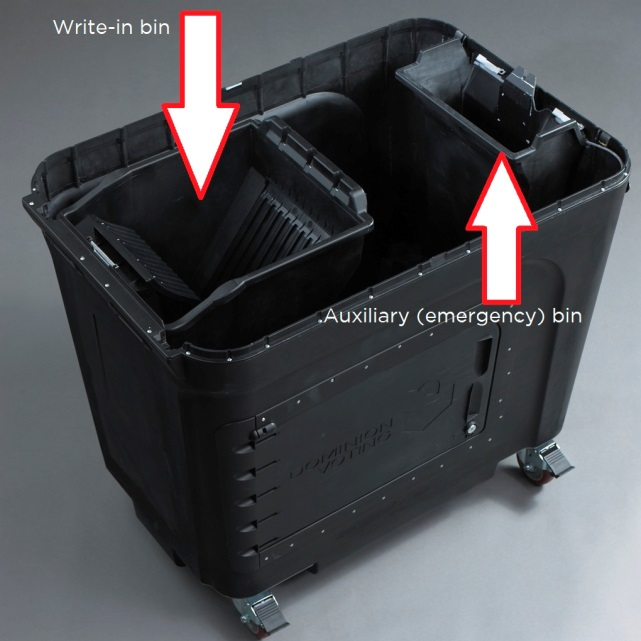 Write-in bin
Auxiliary (emergency) bin
DOMINION
VOTING